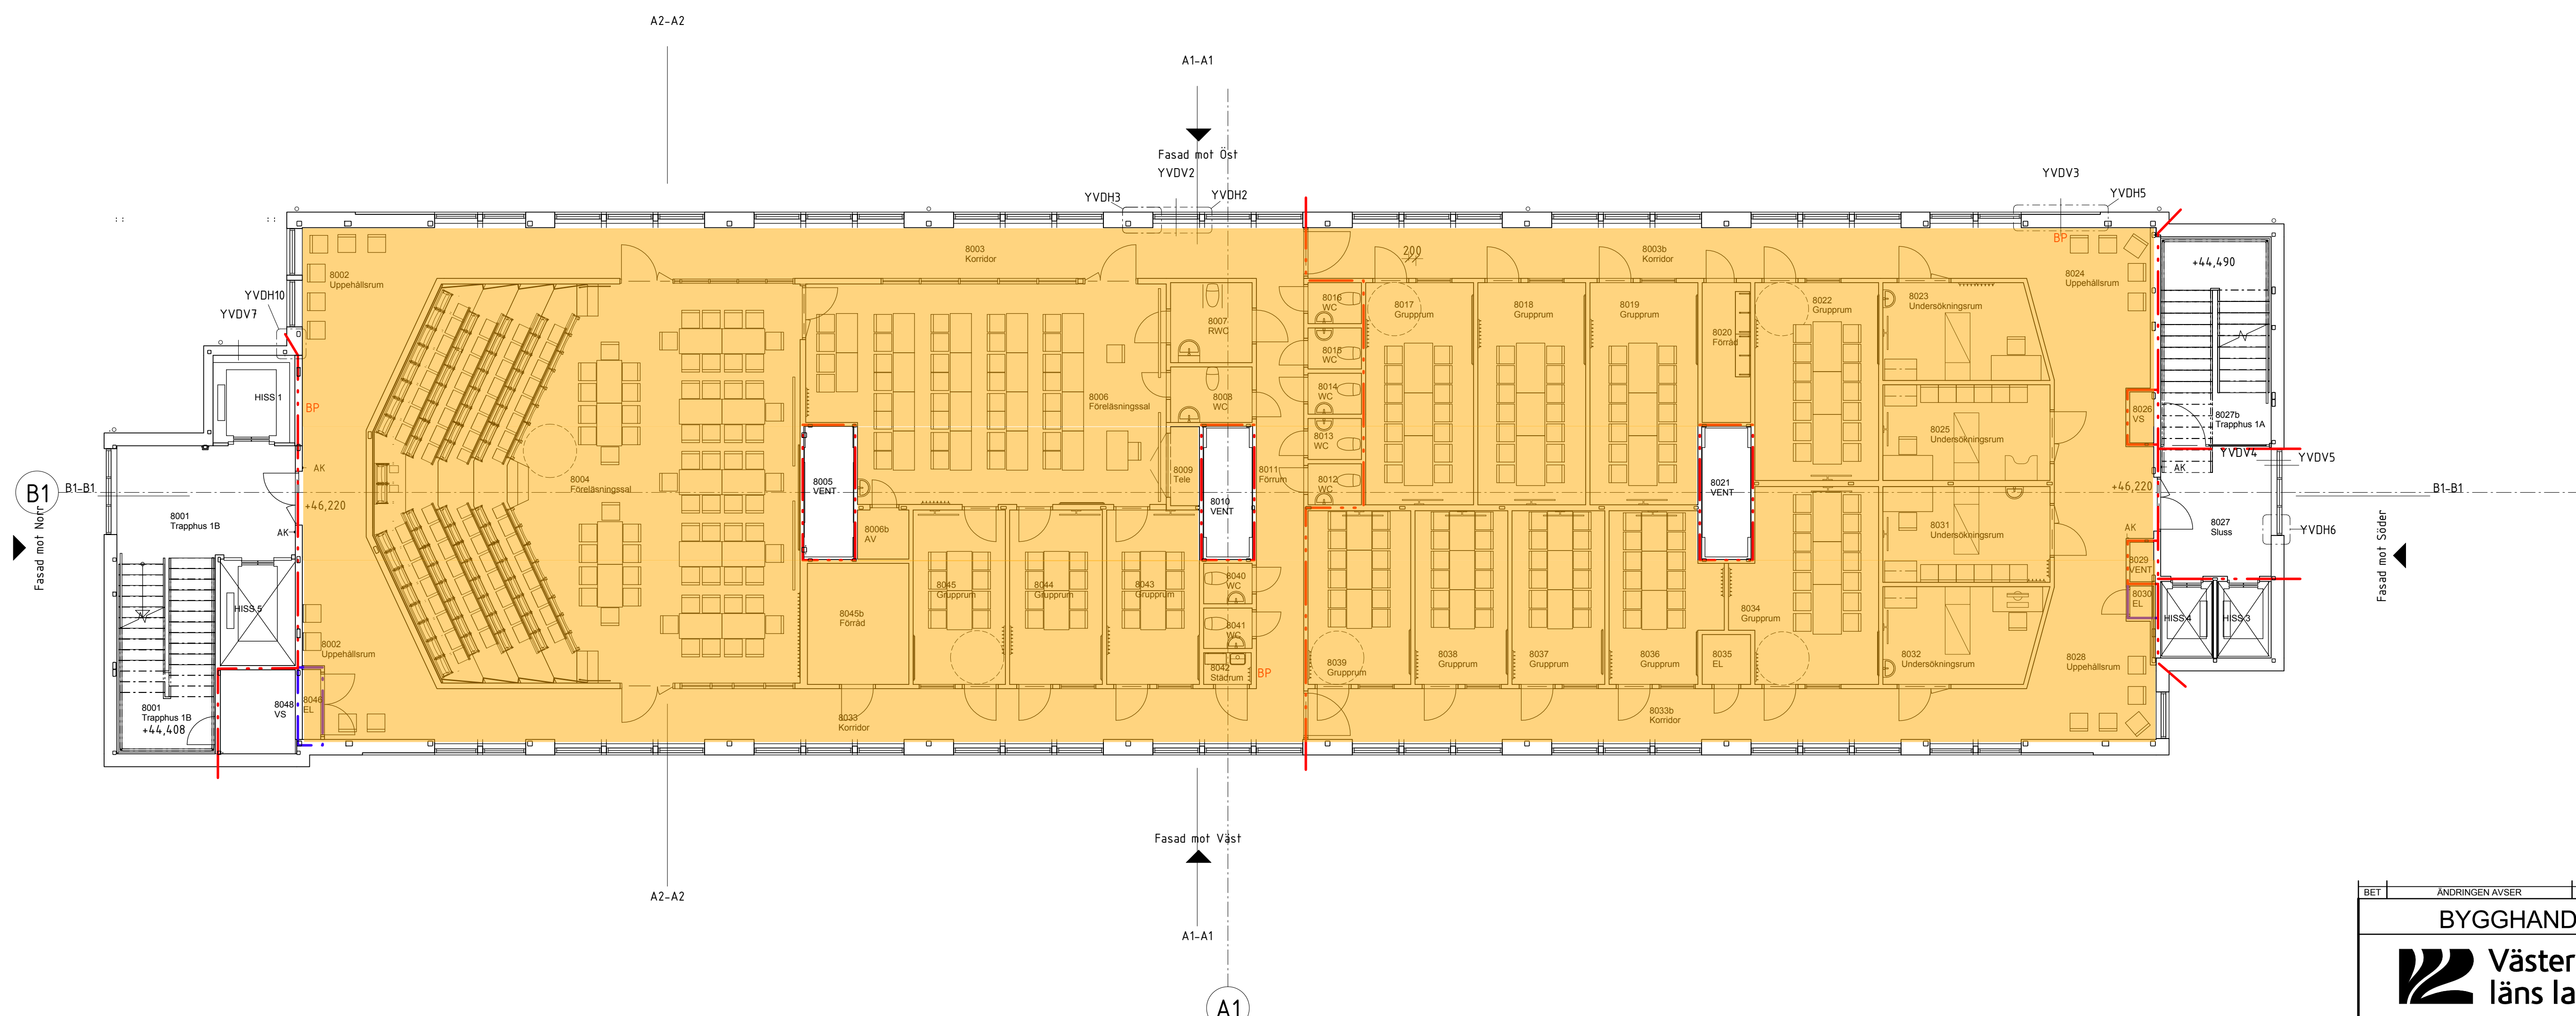 A2-A2
A1-A1
Fasad mot Öst
YVDV2
YVDH3
YVDH2
YVDV3
YVDH5
YVDH10
YVDV7
8002
Uppehållsrum
8003
Korridor
200
8003b
Korridor
BP
8024
Uppehållsrum
+44,490
HISS 1
BP
8007
RWC
8016
WC
8015
WC
8014
WC
8013
WC
8012
WC
8017
Grupprum
8018
Grupprum
8019
Grupprum
8020
Förråd
8022
Grupprum
8023
Undersökningsrum
8006
Föreläsningssal
8008
WC
8025
Undersökningsrum
8026
VS
8027b
Trapphus 1A
AK
YVDV4
YVDV5
B1
B1-B1
AK
8004
Föreläsningssal
8005
VENT
8009
Tele
8011
Förrum
8010
VENT
8021
VENT
+46,220
+46,220
B1-B1
Fasad mot Norr
8001
Trapphus 1B
AK
8006b
AV
8031
Undersökningsrum
AK
8027
Sluss
YVDH6
Fasad mot Söder
8029
VENT
8030
EL
HISS 4
HISS 3
HISS 5
8002
Uppehållsrum
8045b
Förråd
8045
Grupprum
8044
Grupprum
8043
Grupprum
8040
WC
8041
WC
8042
Städrum
BP
8039
Grupprum
8038
Grupprum
8037
Grupprum
8036
Grupprum
8035
EL
8034
Grupprum
8032
Undersökningsrum
8028
Uppehållsrum
8001
Trapphus 1B
+44,408
8048
VS
8046
EL
8033
Korridor
8033b
Korridor
Fasad mot Väst
A2-A2
A1-A1
A1
BET
ÄNDRINGEN AVSER
BYGGHAND
Väster
läns la